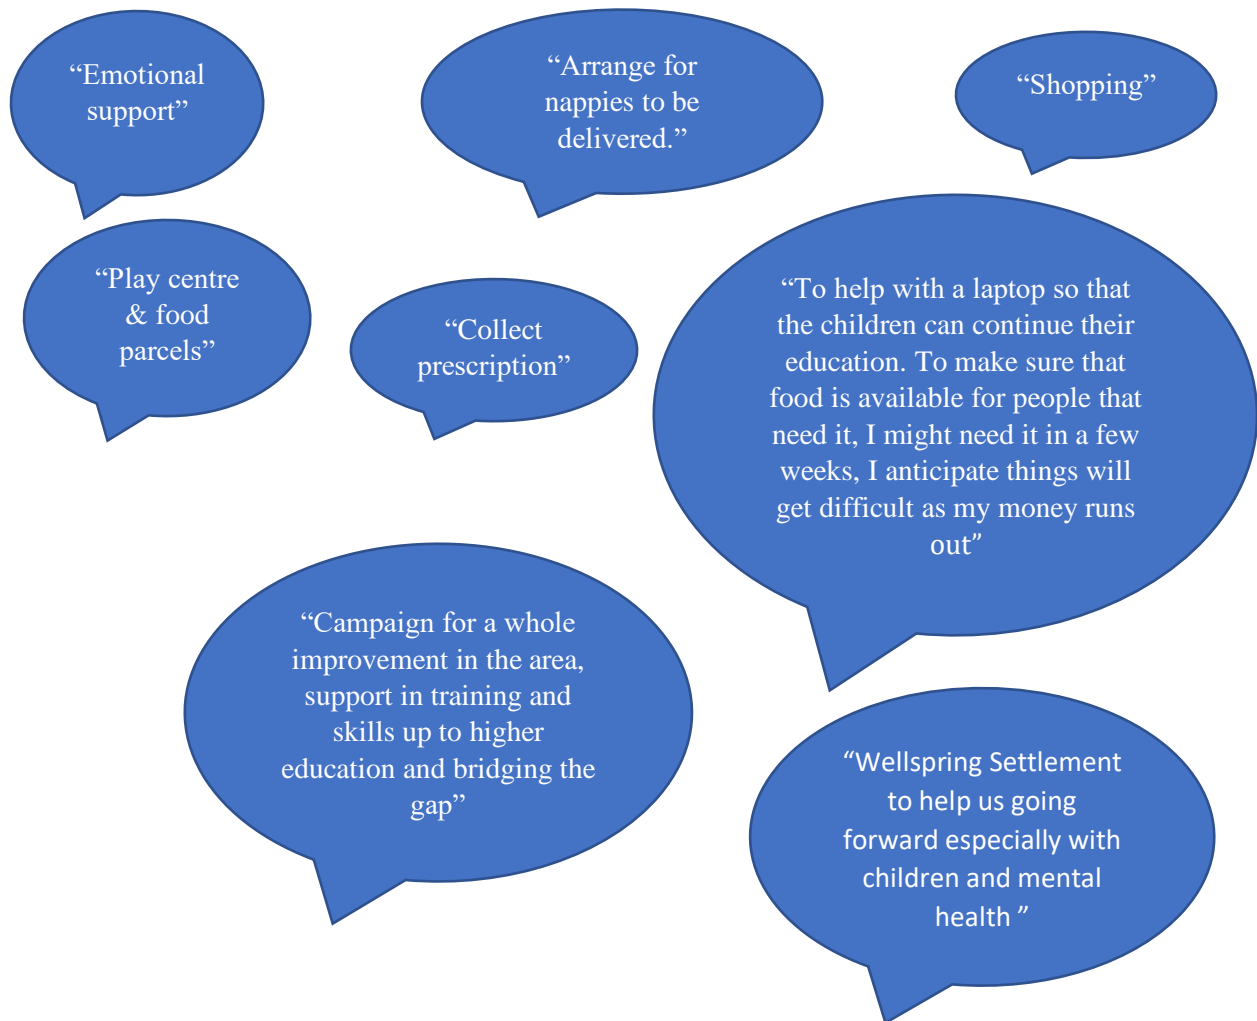 “Emotional
support”
“Arrange for
nappies to be
delivered.”
“Shopping”
“Play centre
& food
parcels”
“Collect
prescription”
“To help with a laptop so that
the children can continue their
education. To make sure that
food is available for people that
need it, I might need it in a few
weeks, I anticipate things will
get difficult as my money runs
out”
“Campaign for a whole
improvement in the area,
support in training and
skills up to higher
education and bridging the
gap”
“Wellspring Settlement
to help us going
forward especially with
children and mental
health ”